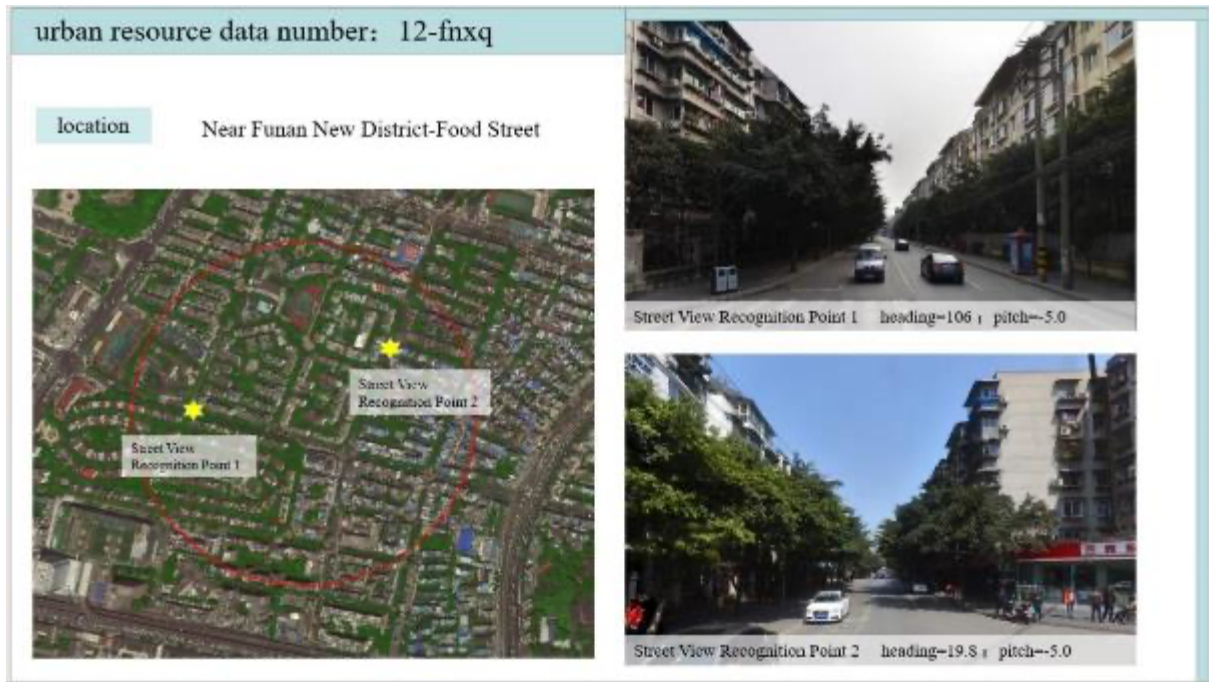 urban resource data number: 12-fnxq
location
Near Funan New District-Food Street
Street View
Recognition Point 2
Street View
Recognition Point 1
Street View Recognition Point 1 heading=106 ; pitch=-5.0
Street View Recognition Point 2 heading=19.8 ; pitch=-5.0